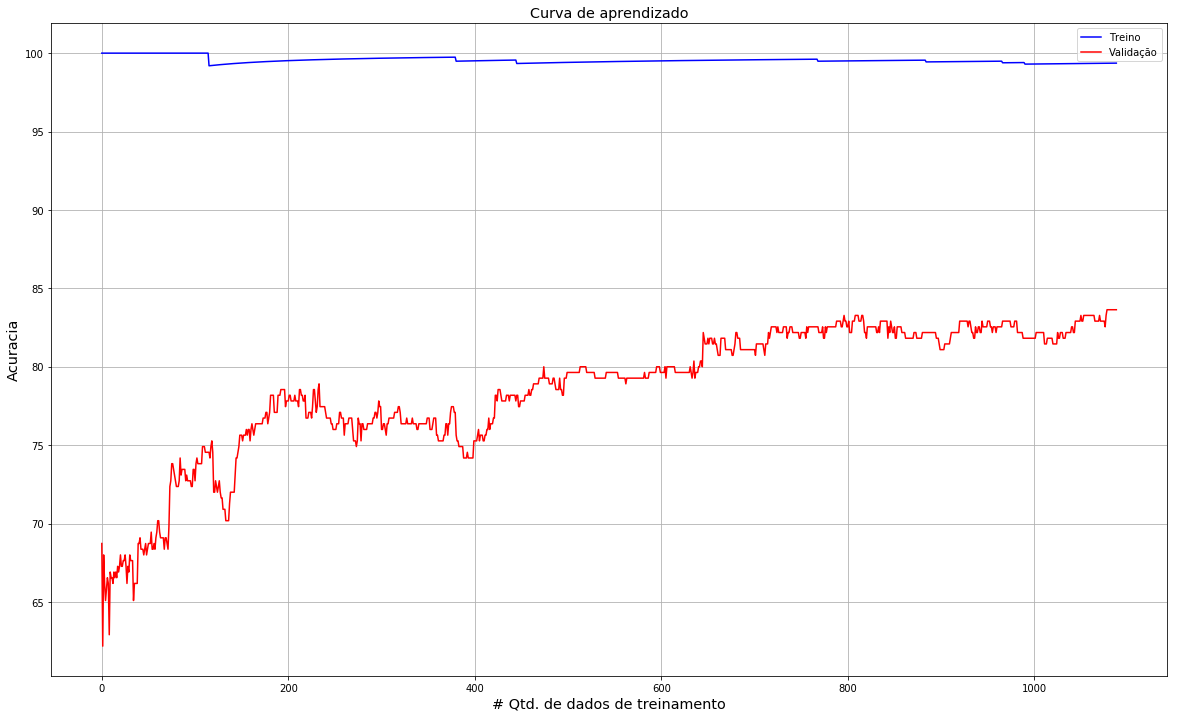 Curva de aprendizado
Treino
Validação
Acuracia
100
95
90
85
80
75
70
65
0 200 400 600 800 1000
# Qtd. de dados de treinamento